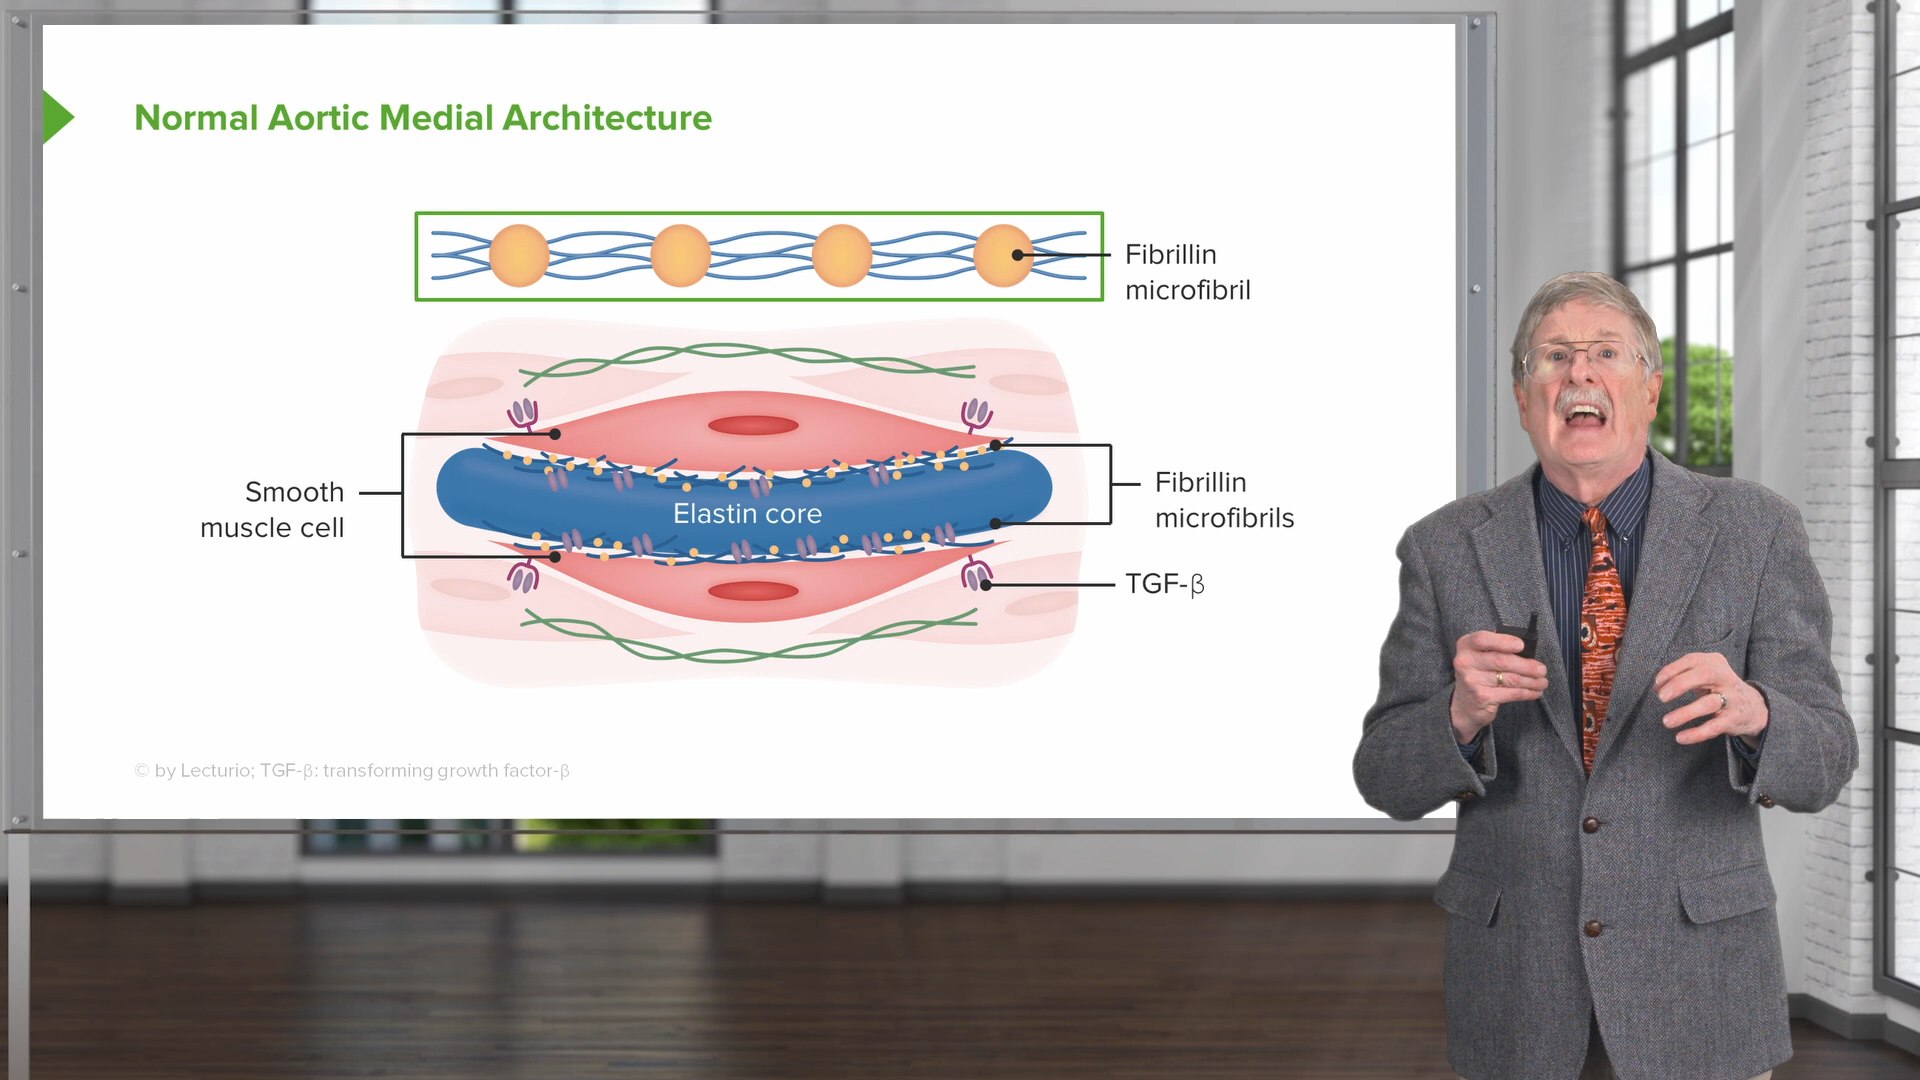 Normal Aortic Medial Architecture
Fibrillin
microfibril
Smooth
muscle cell
Elastin core
Fibrillin
microfibrils
TGF-β
© by Lecturio; TGF-β: transforming growth factor-β